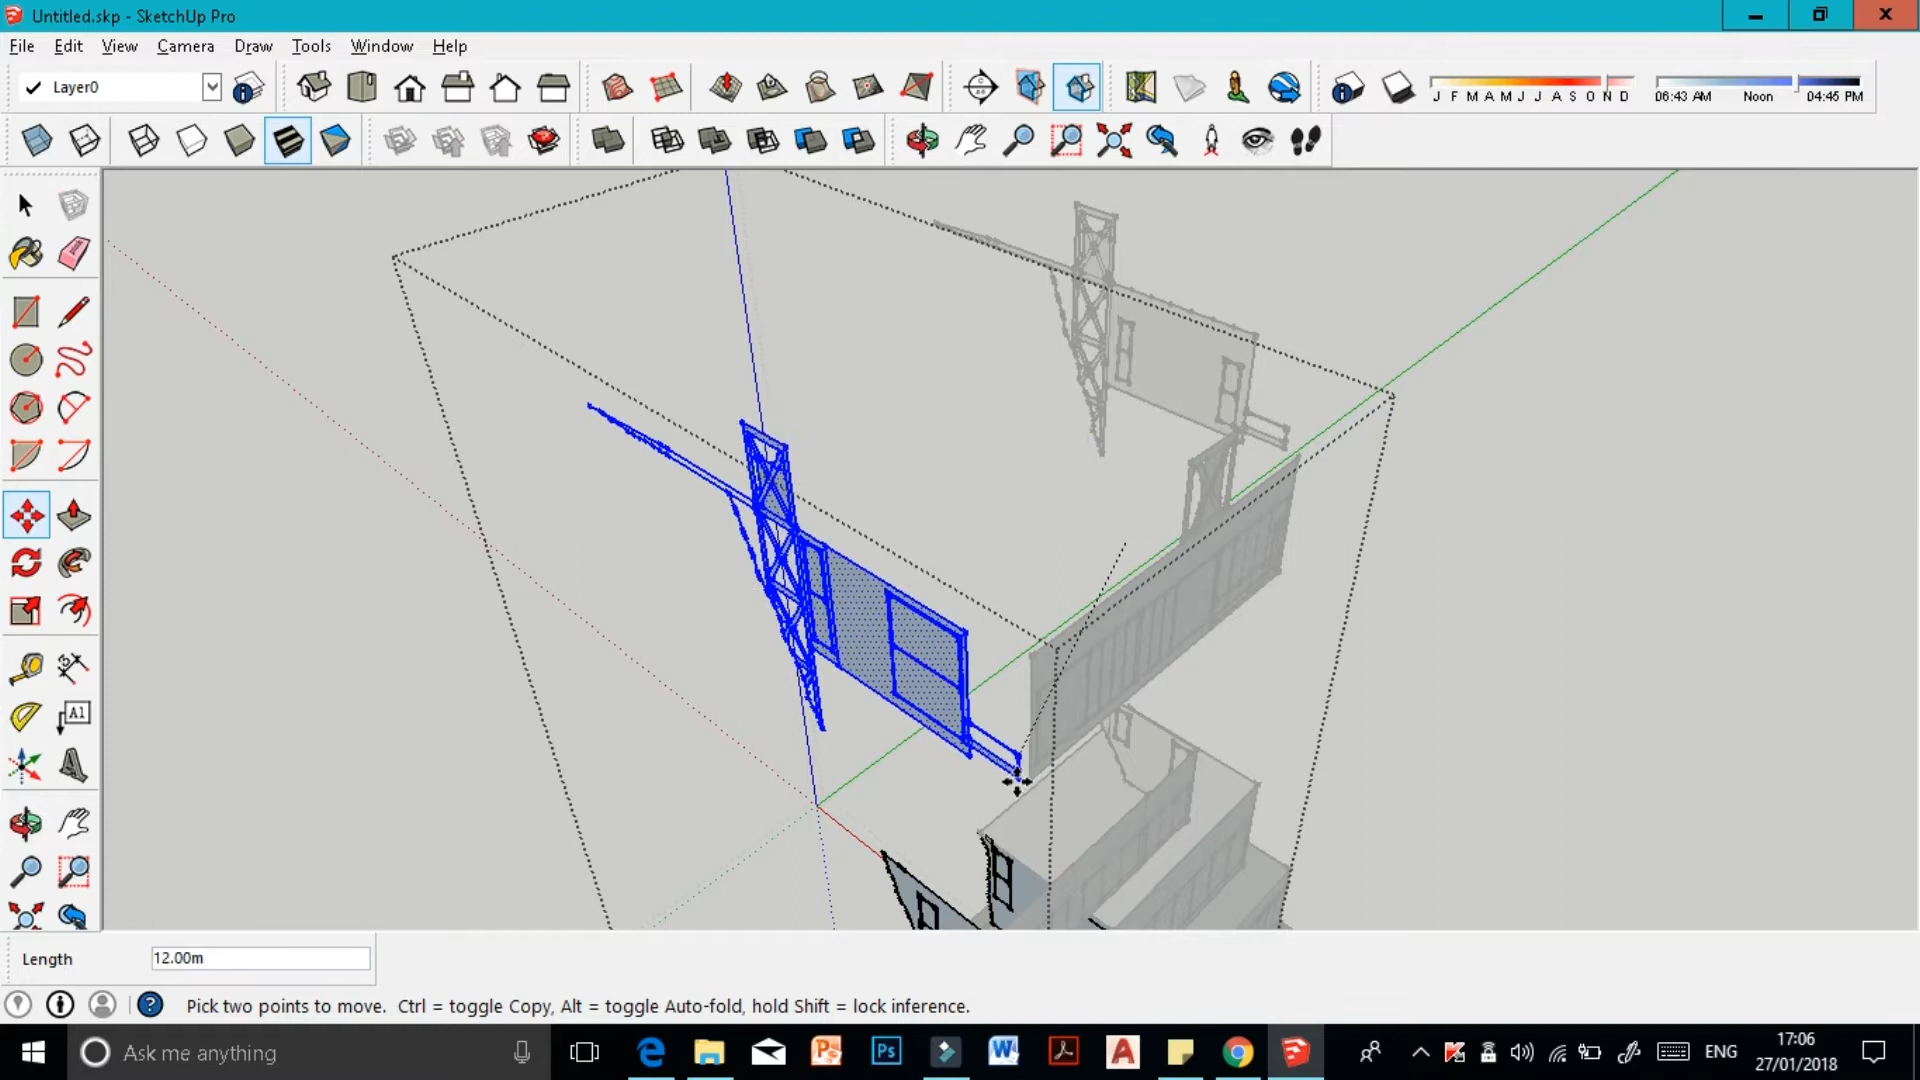 Untitled.skp - SketchUp Pro
File Edit View Camera Draw Tools Window Help
Layer0
J F M A M J J A S O N D
06:43 AM Noon 04:45 PM
A1
Length 12.00m
Pick two points to move. Ctrl = toggle Copy, Alt = toggle Auto-fold, hold Shift = lock inference.
Ask me anything
Ps
ENG
17:06
27/01/2018